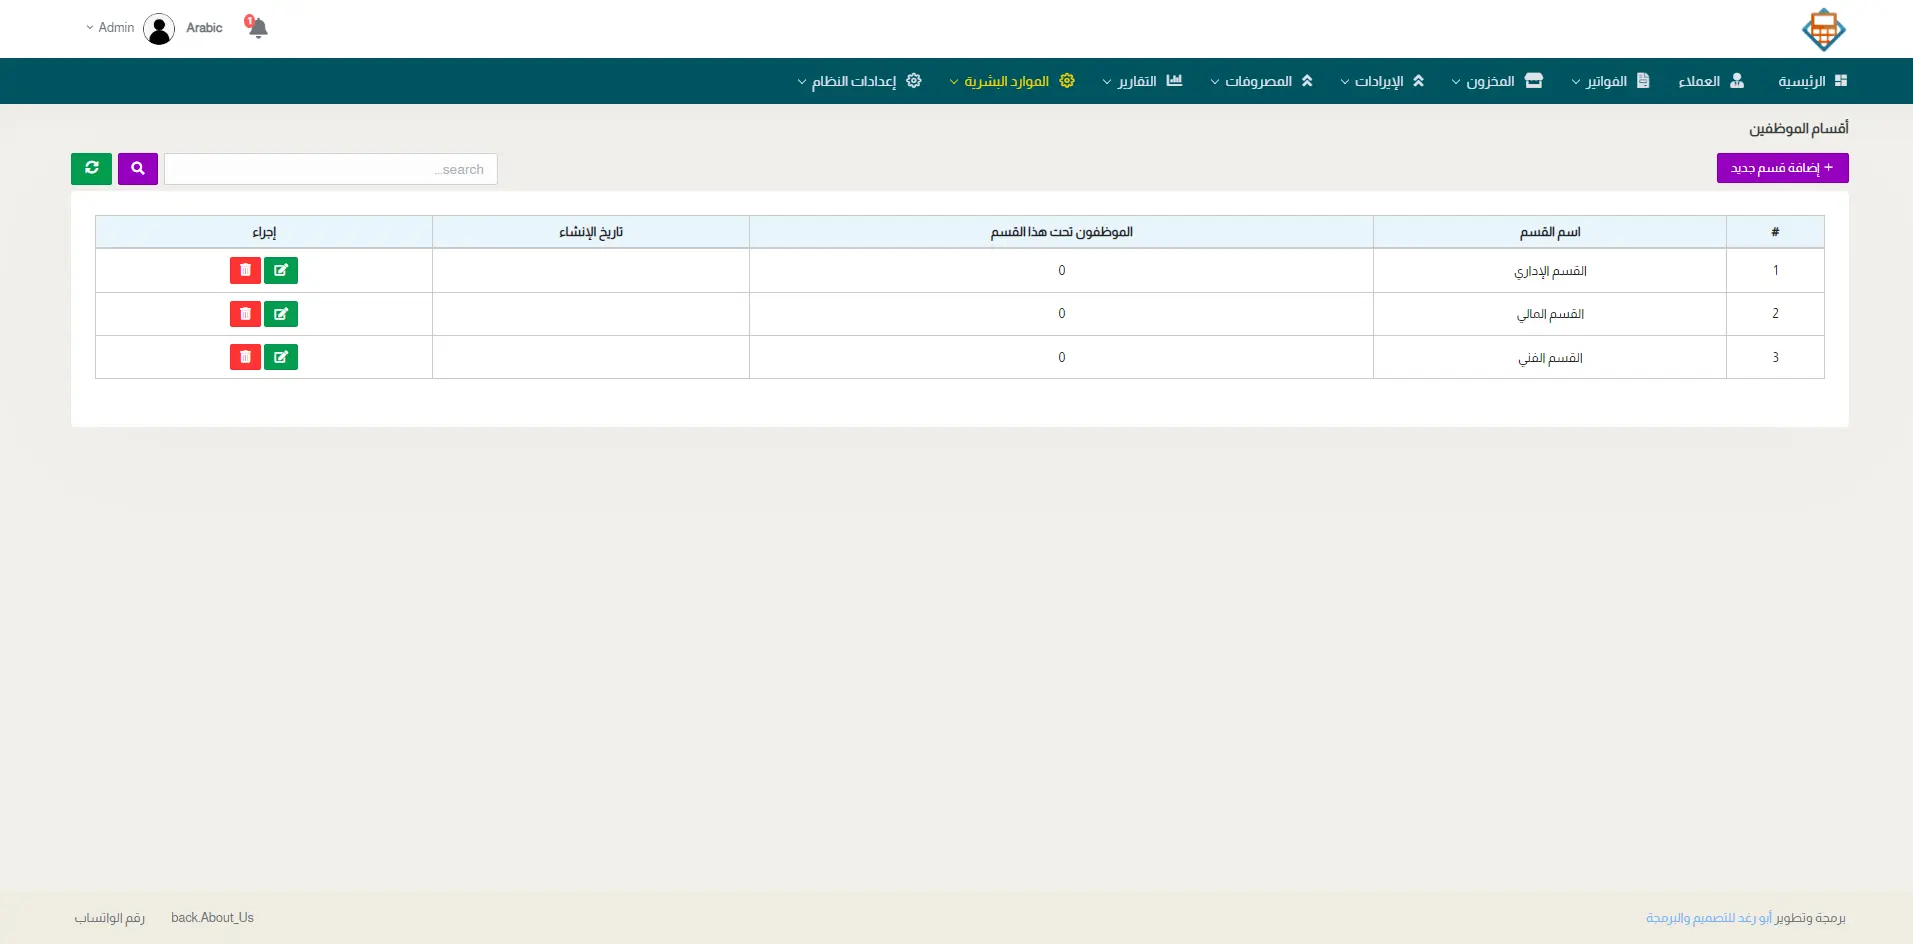 1 Arabic Admin
الرئيسية العملاء الفواتير المخزون الإيرادات المصروفات التقارير الموارد البشرية إعدادات النظام
أقسام الموظفين
+ إضافة قسم جديد search...
# اسم القسم الموظفون تحت هذا القسم تاريخ الإنشاء إجراء
1 القسم الإداري 0
2 القسم المالي 0
3 القسم الفني 0
برمجة وتطوير أبو رغد للتصميم والبرمجة back.About_Us رقم الواتساب